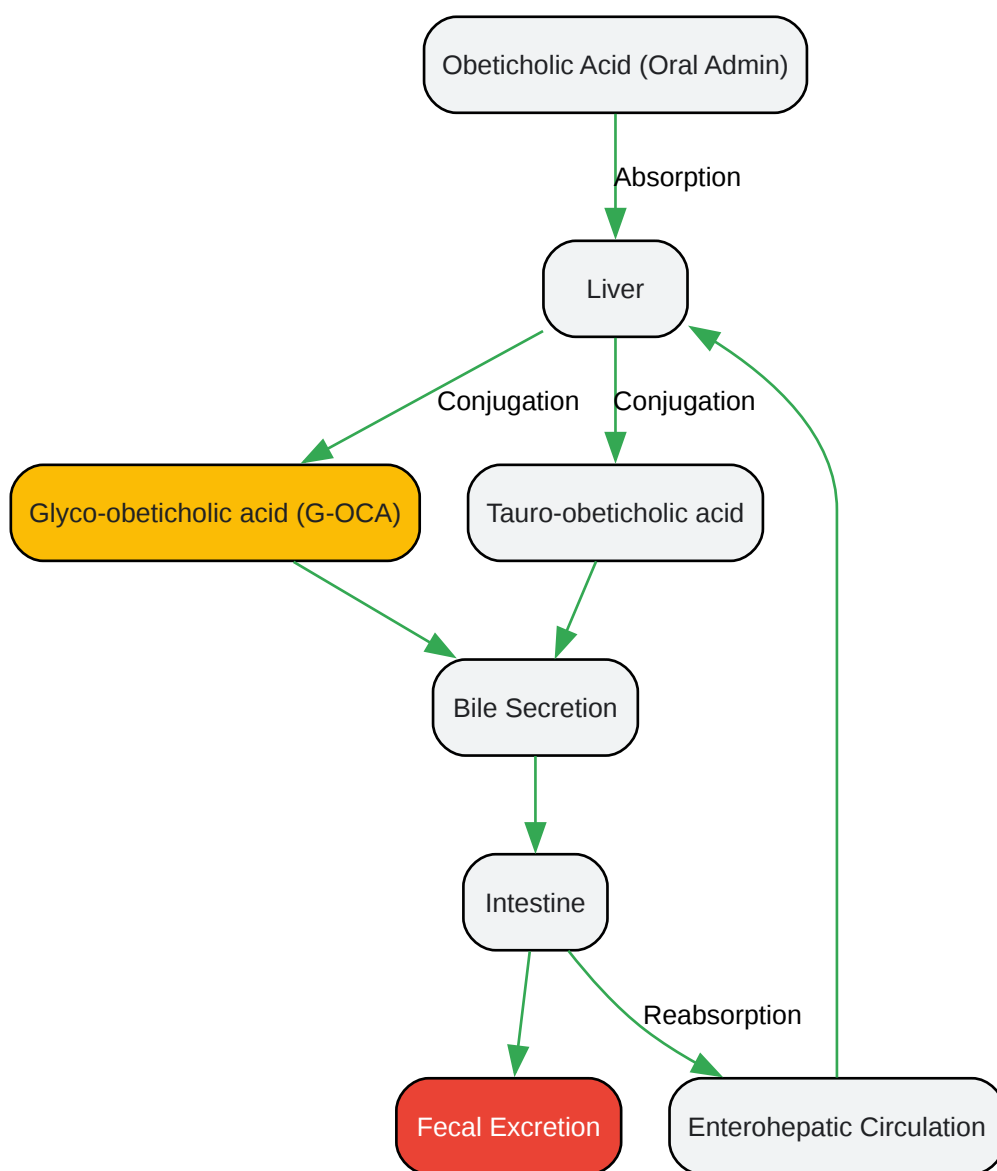 Obeticholic Acid (Oral Admin)
Absorption
Liver
Conjugation
Conjugation
Glyco-obeticholic acid (G-OCA)
Tauro-obeticholic acid
Bile Secretion
Intestine
Reabsorption
Fecal Excretion
Enterohepatic Circulation